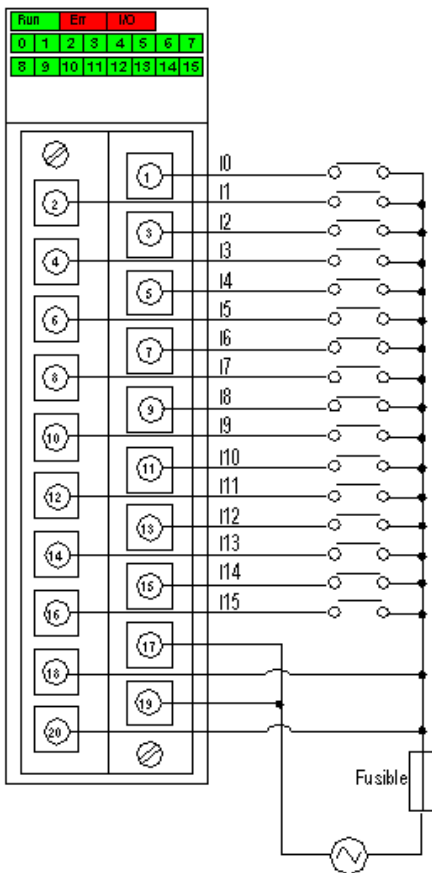 Run Err I/O
0 1 2 3 4 5 6 7
8 9 10 11 12 13 14 15
1 I0
2 I1
3 I2
4 I3
5 I4
6 I5
7 I6
8 I7
9 I8
10 I9
11 I10
12 I11
13 I12
14 I13
15 I14
16 I15
17
18
19
20
Fusible